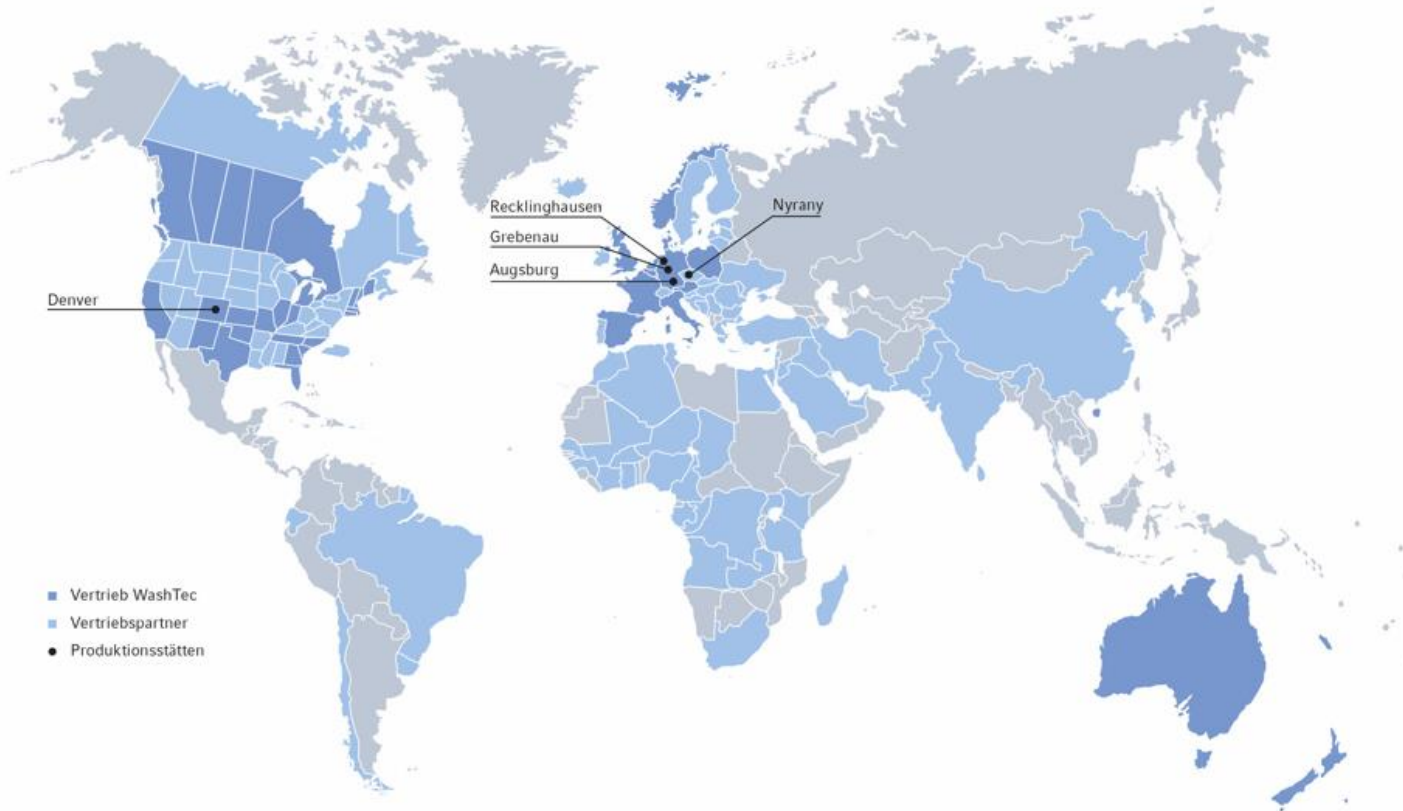 Recklinghausen
Nyrany
Grebenau
Augsburg
Denver
Vertrieb WashTec
Vertriebspartner
Produktionsstätten